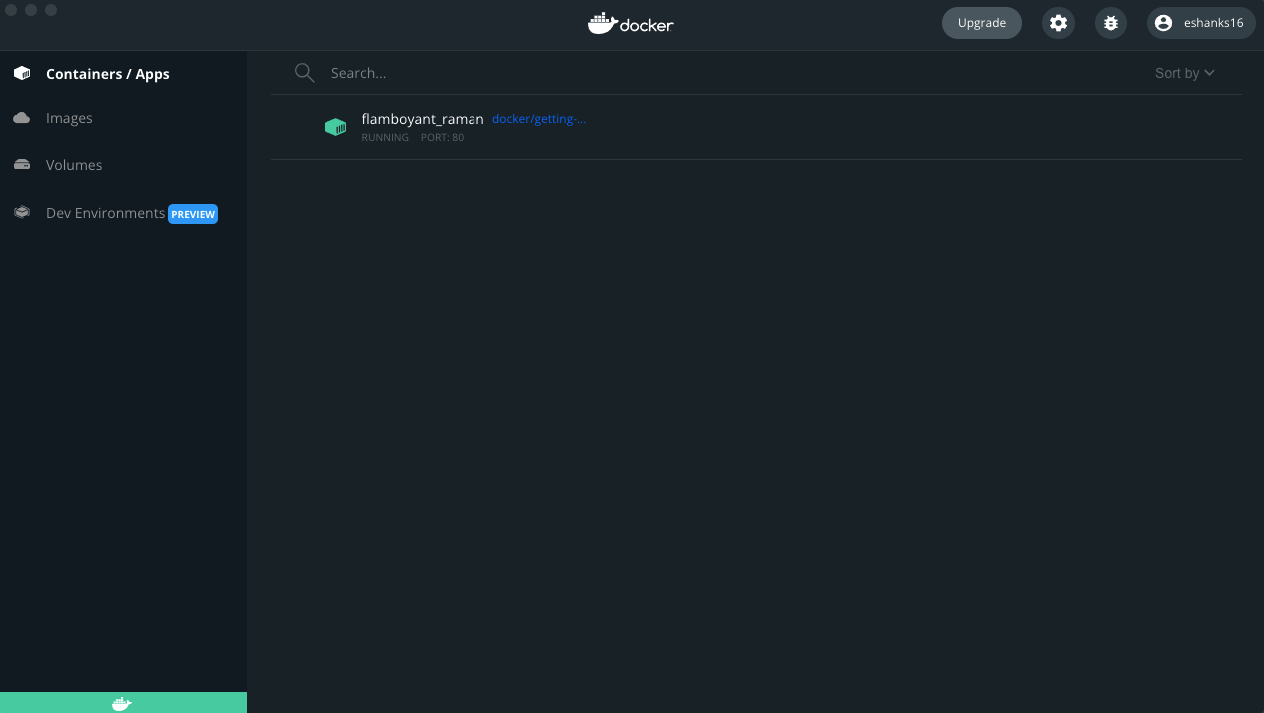 docker
Upgrade
eshanks16
Containers / Apps
Images
Volumes
Dev Environments PREVIEW
Search...
Sort by
flamboyant_raman docker/getting-...
RUNNING PORT: 80